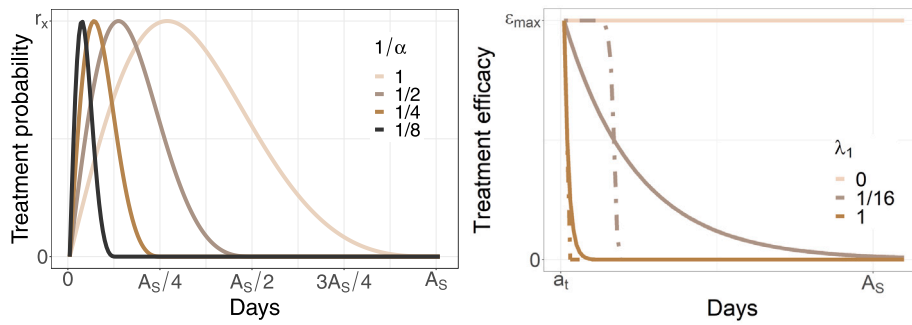 Treatment probability
r_x
0
1/α
1
1/2
1/4
1/8
0
A_S/4
A_S/2
3A_S/4
A_S
Days
Treatment efficacy
ε_max
0
λ_1
0
1/16
1
a_t
A_S
Days